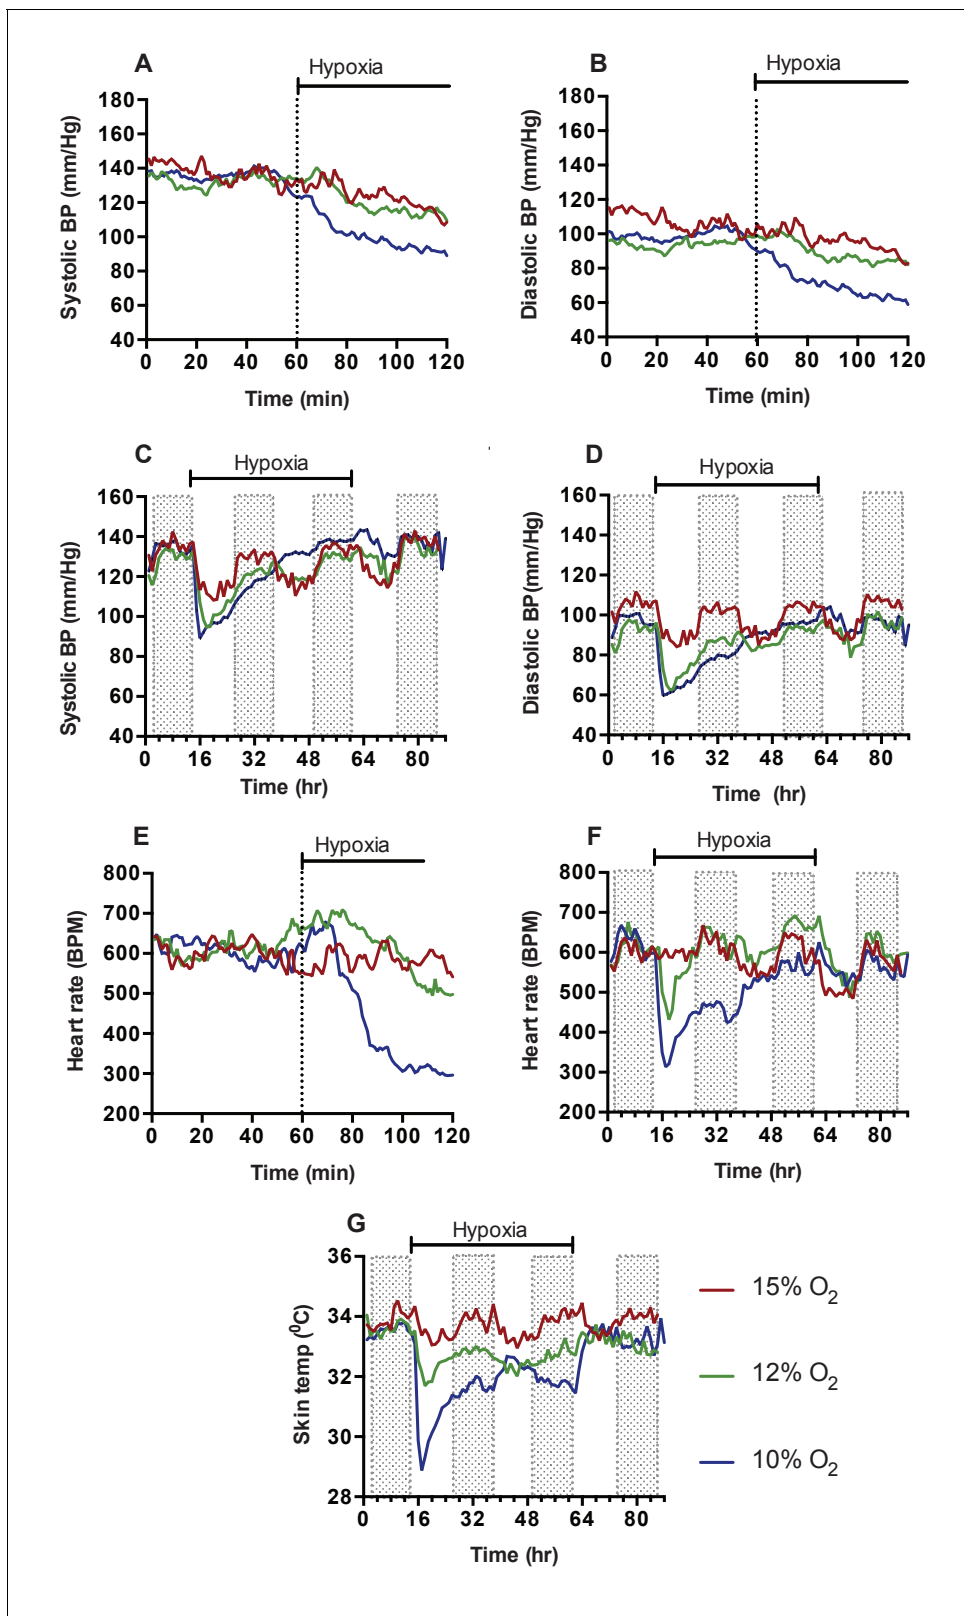 A
Hypoxia
Systolic BP (mm/Hg)
180
160
140
120
100
80
60
40
0 20 40 60 80 100 120
Time (min)
B
Hypoxia
Diastolic BP (mm/Hg)
180
160
140
120
100
80
60
40
0 20 40 60 80 100 120
Time (min)
C
Hypoxia
Systolic BP (mm/Hg)
160
140
120
100
80
60
40
0 16 32 48 64 80
Time (hr)
D
Hypoxia
Diastolic BP(mm/Hg)
160
140
120
100
80
60
40
0 16 32 48 64 80
Time (hr)
E
Hypoxia
Heart rate (BPM)
800
700
600
500
400
300
200
0 20 40 60 80 100 120
Time (min)
F
Hypoxia
Heart rate (BPM)
800
700
600
500
400
300
200
0 16 32 48 64 80
Time (hr)
G
Hypoxia
Skin temp (⁰C)
36
34
32
30
28
0 16 32 48 64 80
Time (hr)
15% O₂
12% O₂
10% O₂